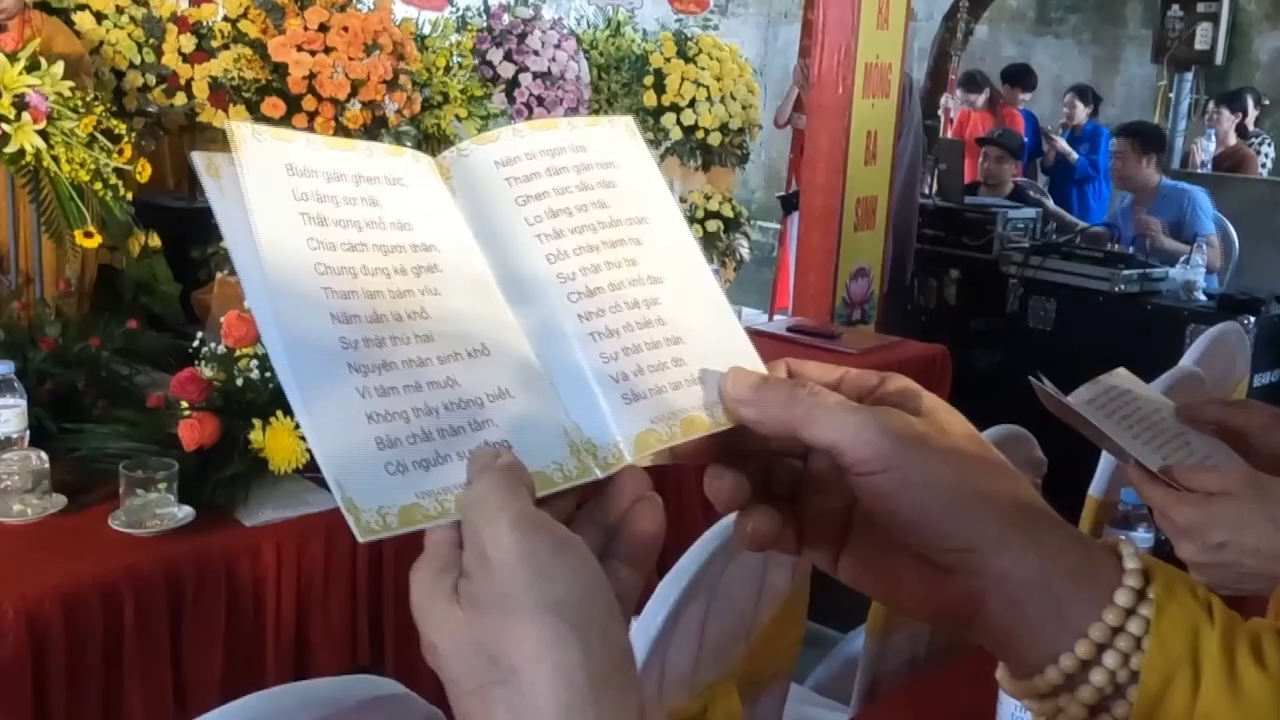 Buồn giận ghen tức,
Lo lắng sợ hãi,
Thất vọng khổ não,
Chia cách người thân,
Chung đụng kẻ ghét,
Tham lam bám víu,
Năm uẩn là khổ.
Sự thật thứ hai
Nguyên nhân sinh khổ
Vì tâm mê muội,
Không thấy không biết,
Bản chất thân tâm,
Cội nguồn sự sống
Nên bị ngọn lửa
Tham đắm giận hờn,
Ghen tức sầu não
Lo lắng sợ hãi,
Thất vọng buồn chán,
Đốt cháy hành hạ.
Sự thật thứ ba
Chấm dứt khổ đau
Nhờ có tuệ giác
Thấy rõ biết rõ
Sự thật bản thân,
Và về cuộc đời,
Sầu não tan biến
HA
MỘNG
BA
SINH